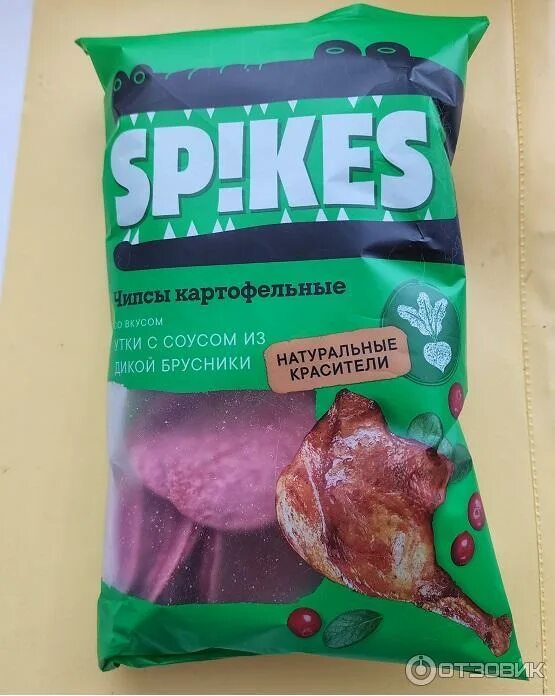 SP!KES
Чипсы картофельные
со вкусом
утки с соусом из
дикой брусники
НАТУРАЛЬНЫЕ
КРАСИТЕЛИ
ОТЗОВИК